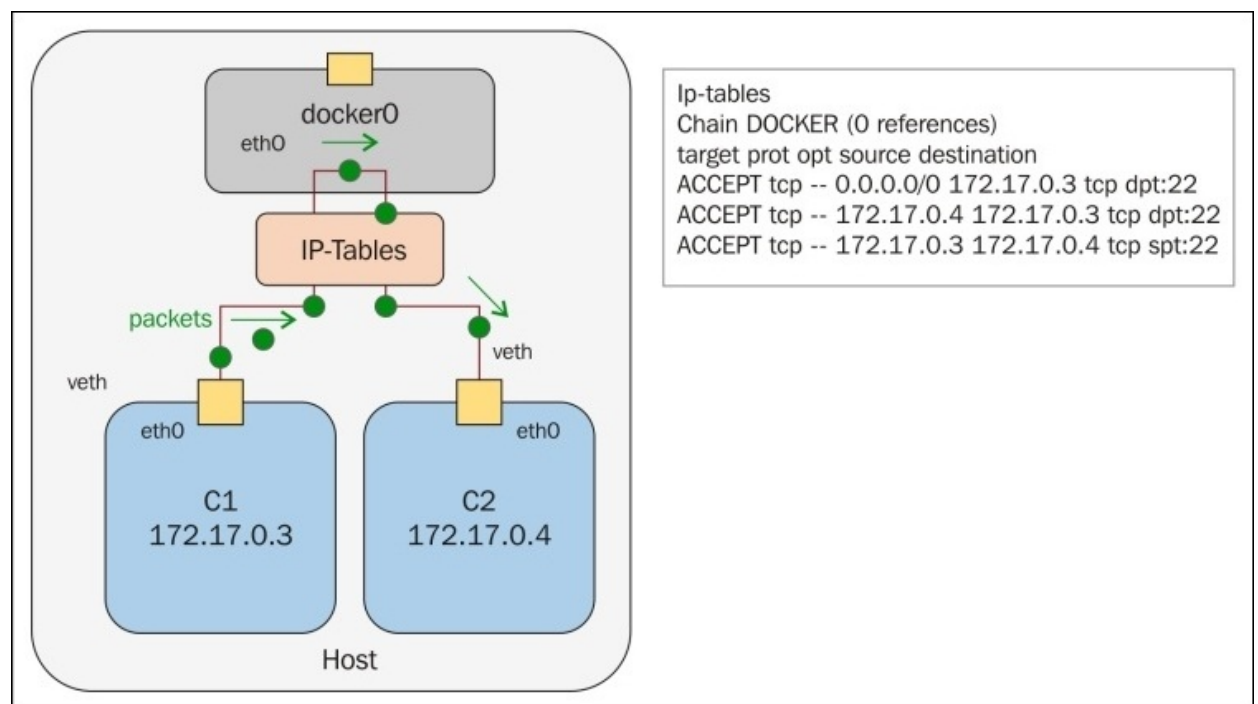 docker0
eth0
IP-Tables
packets
veth
veth
eth0
eth0
C1
172.17.0.3
C2
172.17.0.4
Host
Ip-tables
Chain DOCKER (0 references)
target prot opt source destination
ACCEPT tcp -- 0.0.0.0/0 172.17.0.3 tcp dpt:22
ACCEPT tcp -- 172.17.0.4 172.17.0.3 tcp dpt:22
ACCEPT tcp -- 172.17.0.3 172.17.0.4 tcp spt:22